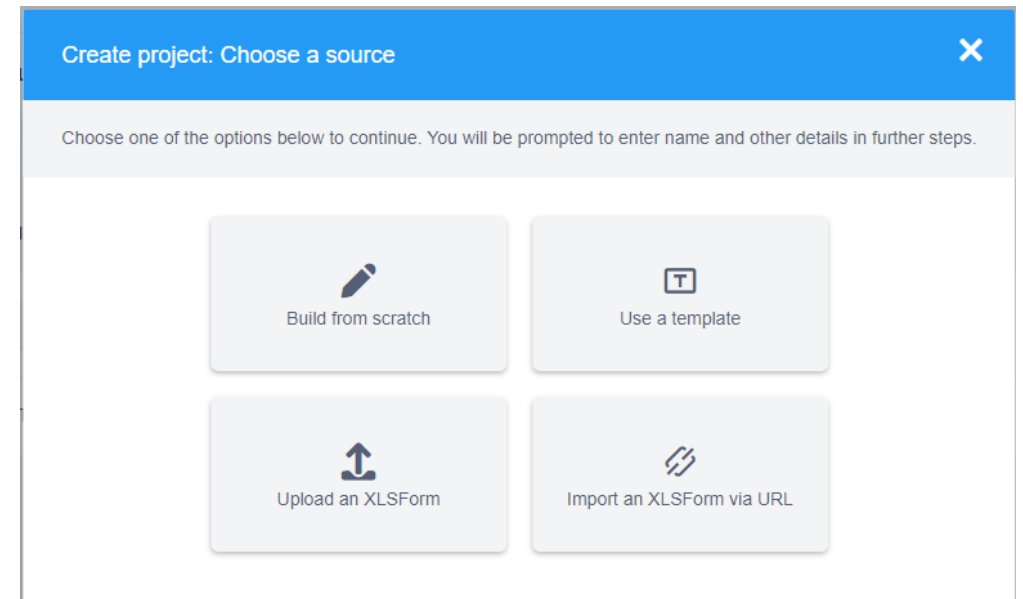 Create project: Choose a source
Choose one of the options below to continue. You will be prompted to enter name and other details in further steps.
Build from scratch
T
Use a template
Upload an XLSForm
Import an XLSForm via URL